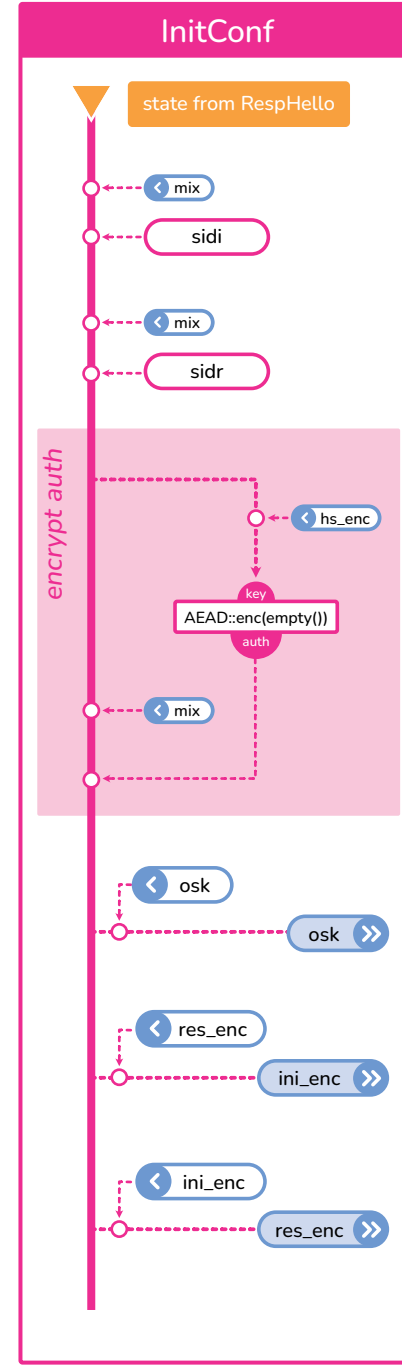 InitConf
state from RespHello
mix
sidi
mix
sidr
encrypt auth
hs_enc
key
AEAD::enc(empty())
auth
mix
osk
osk
res_enc
ini_enc
ini_enc
res_enc